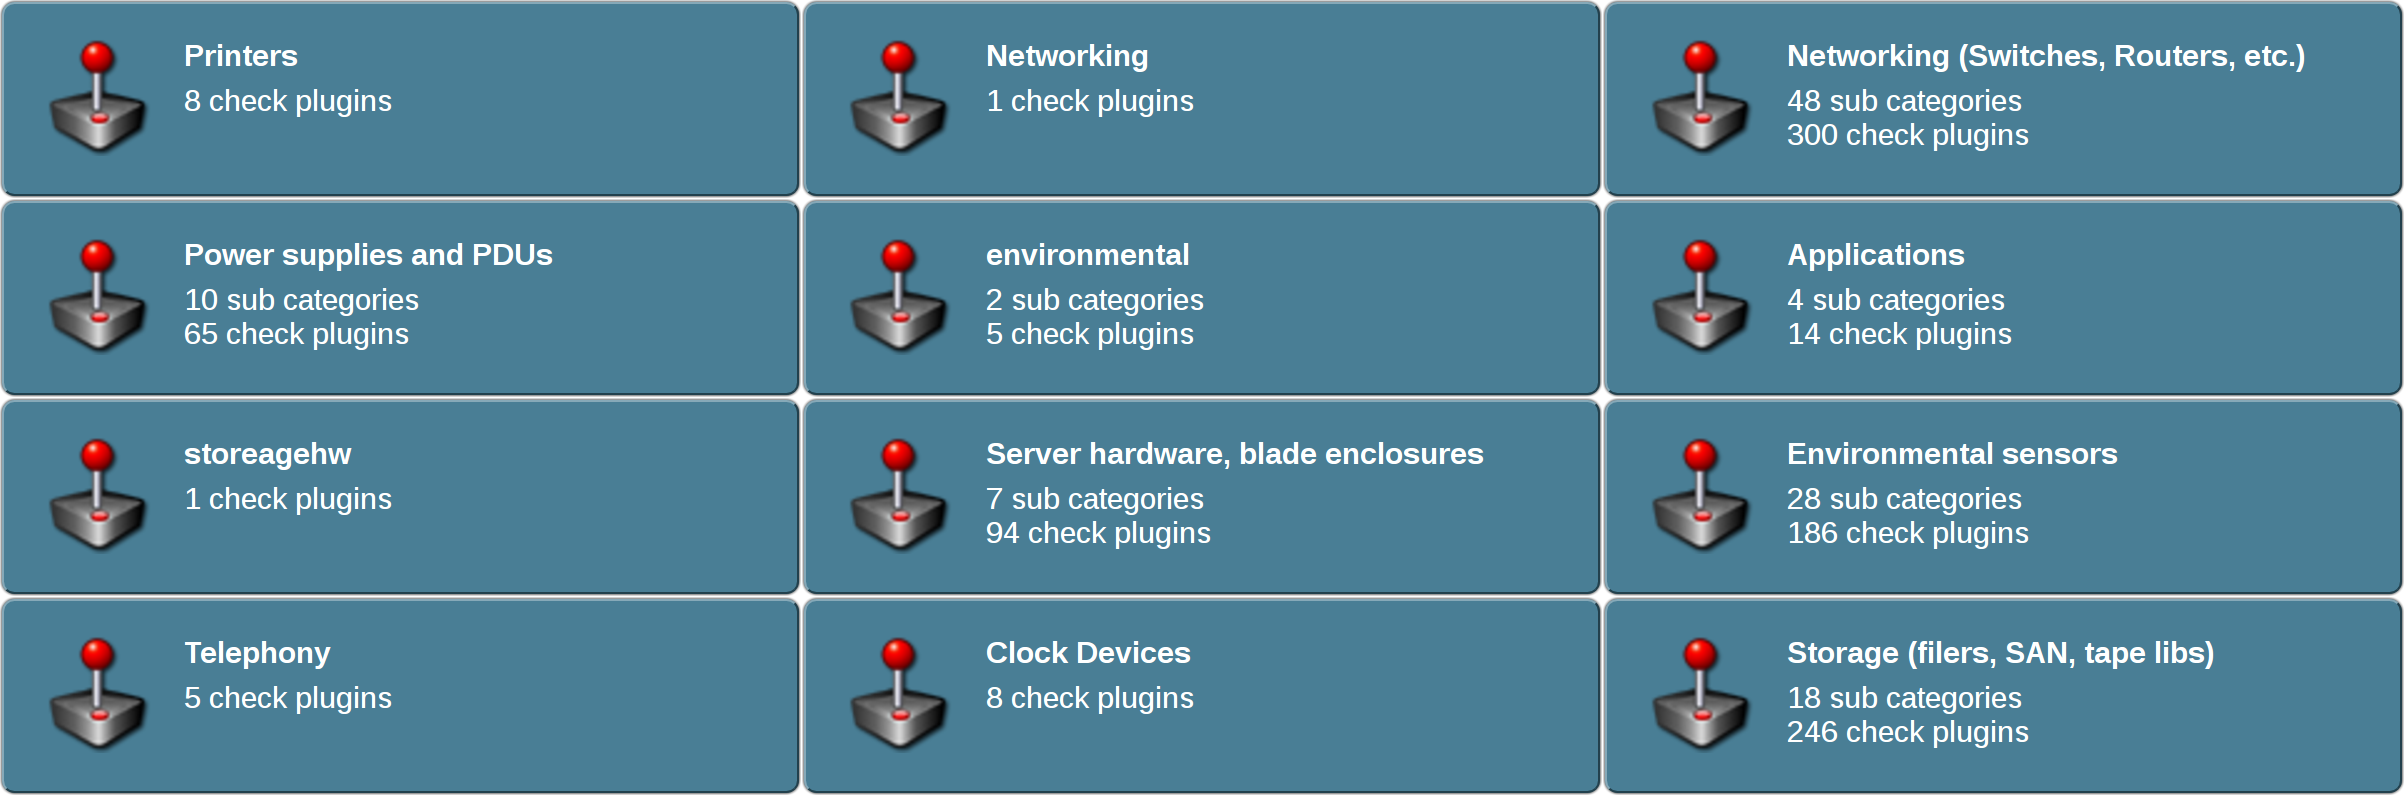 Printers
8 check plugins
Networking
1 check plugins
Networking (Switches, Routers, etc.)
48 sub categories
300 check plugins
Power supplies and PDUs
10 sub categories
65 check plugins
environmental
2 sub categories
5 check plugins
Applications
4 sub categories
14 check plugins
storeagehw
1 check plugins
Server hardware, blade enclosures
7 sub categories
94 check plugins
Environmental sensors
28 sub categories
186 check plugins
Telephony
5 check plugins
Clock Devices
8 check plugins
Storage (filers, SAN, tape libs)
18 sub categories
246 check plugins